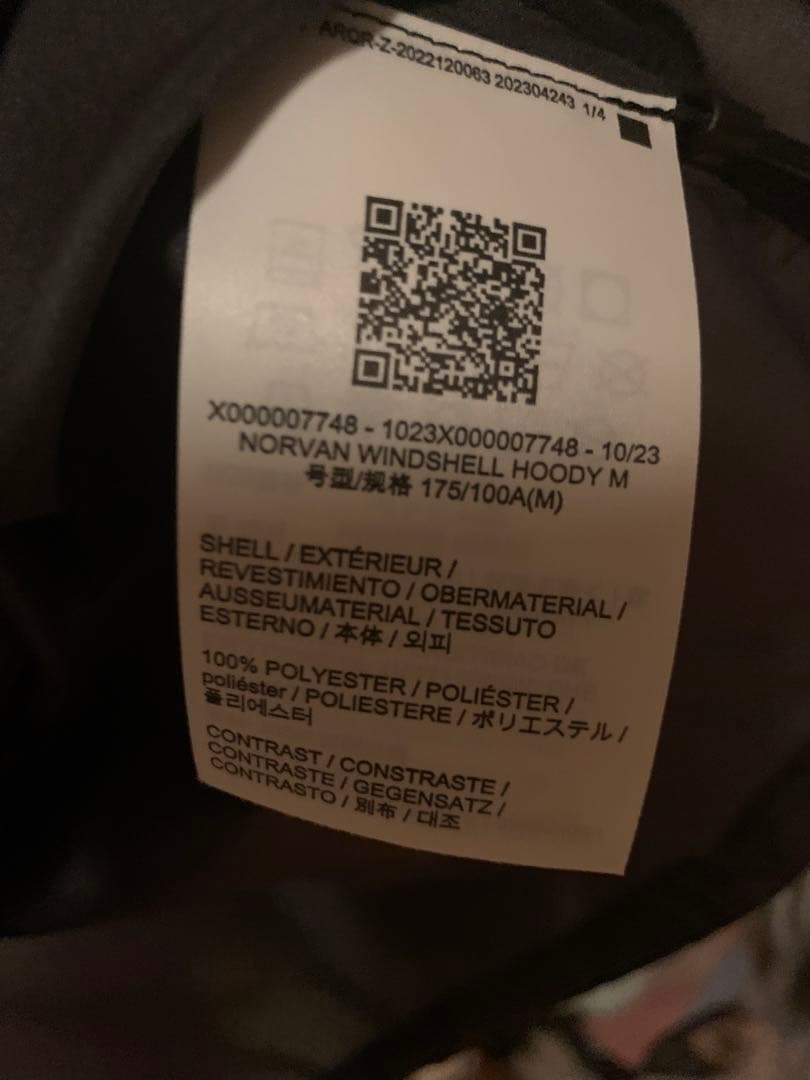 ARQR-Z-2022120063 202304243 1/4
X000007748 - 1023X000007748 - 10/23
NORVAN WINDSHELL HOODY M
号型/规格 175/100A(M)
SHELL / EXTÉRIEUR /
REVESTIMIENTO / OBERMATERIAL /
AUSSEUMATERIAL / TESSUTO
ESTERNO / 本体 / 외피
100% POLYESTER / POLIÉSTER /
poliéster / POLIESTERE / ポリエステル /
폴리에스터
CONTRAST / CONSTRASTE /
CONTRASTE / GEGENSATZ /
CONTRASTO / 別布 / 대조